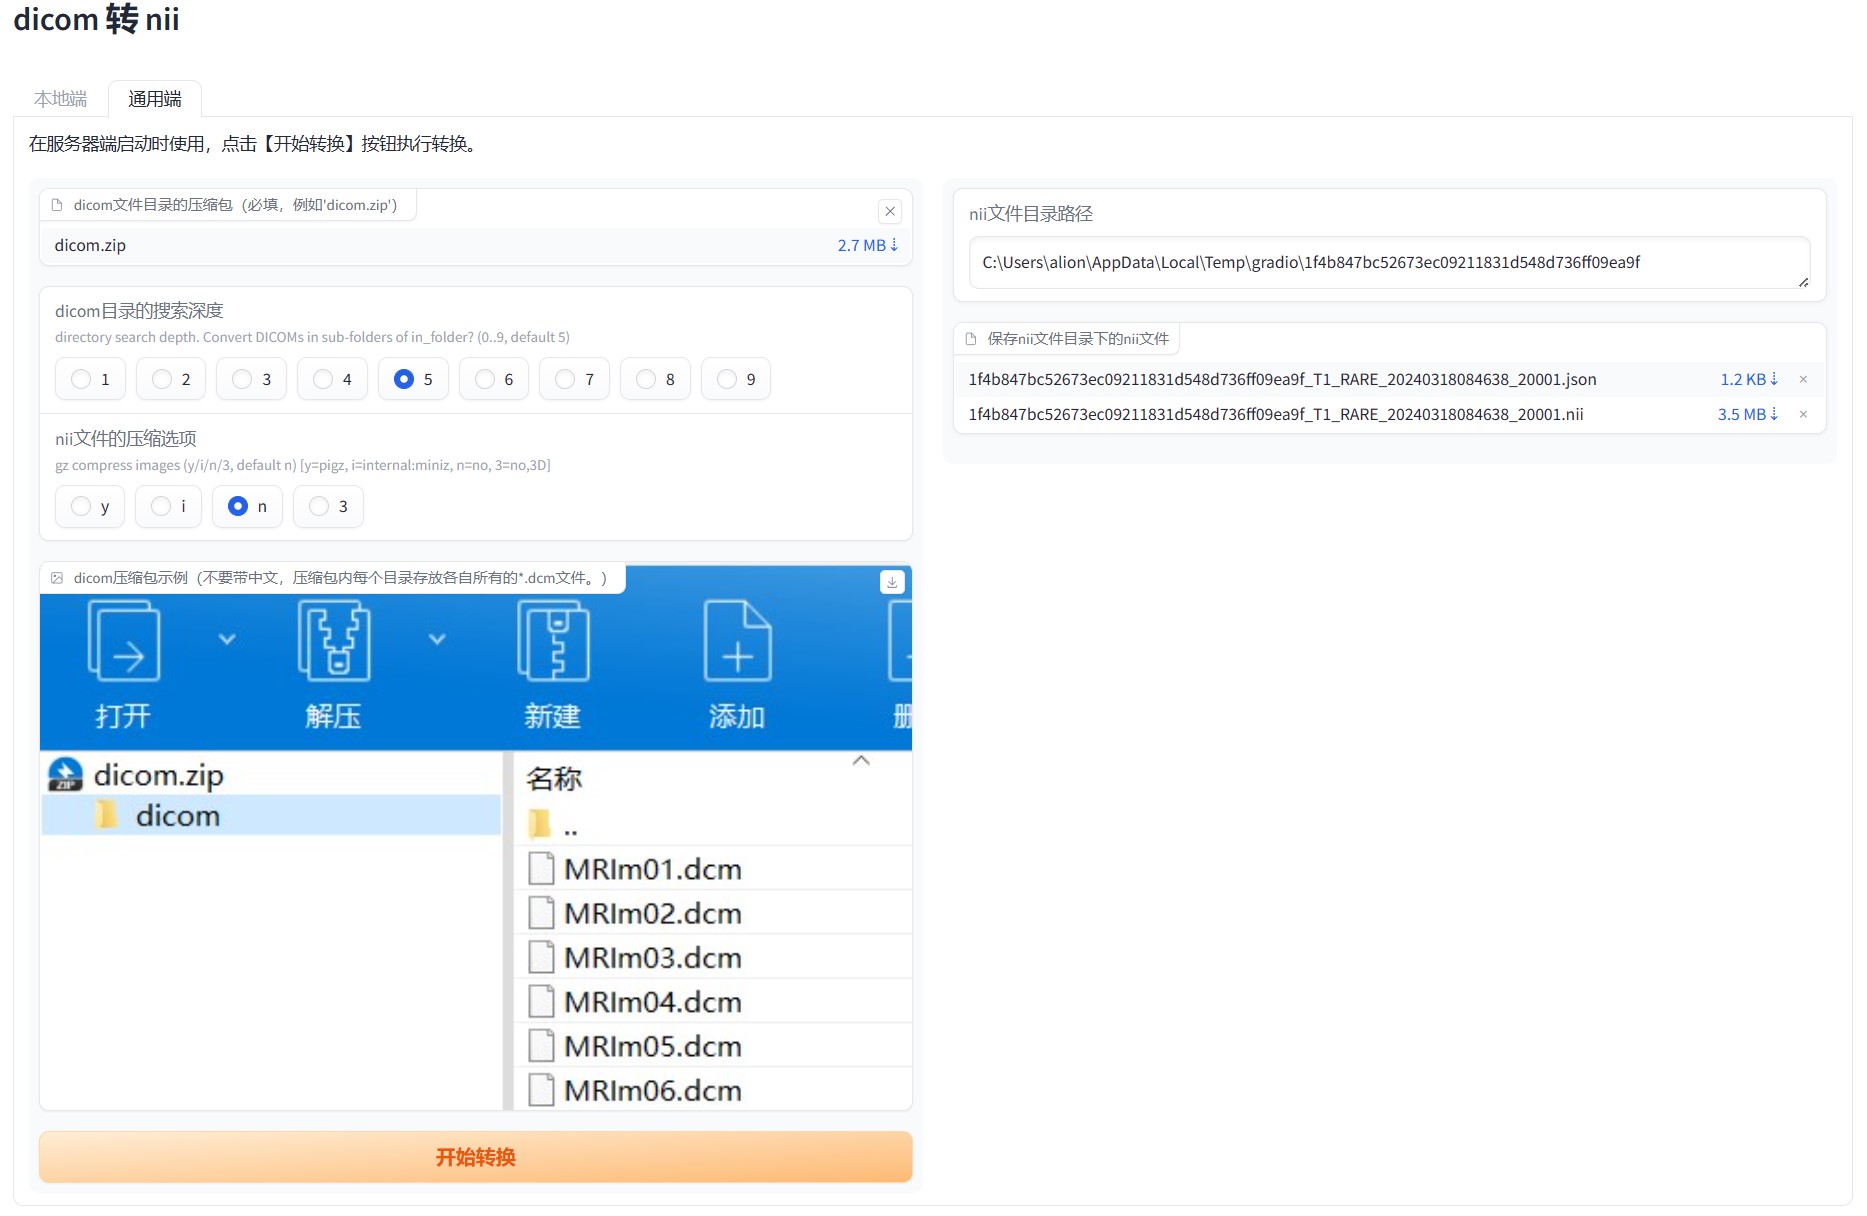 dicom 转 nii
本地端
通用端
在服务器端启动时使用，点击【开始转换】按钮执行转换。
dicom文件目录的压缩包（必填，例如'dicom.zip'）
dicom.zip
2.7 MB⇣
dicom目录的搜索深度
directory search depth. Convert DICOMs in sub-folders of in_folder? (0..9, default 5)
1
2
3
4
5
6
7
8
9
nii文件的压缩选项
gz compress images (y/i/n/3, default n) [y=pigz, i=internal:miniz, n=no, 3=no,3D]
y
i
n
3
dicom压缩包示例（不要带中文，压缩包内每个目录存放各自所有的*.dcm文件。）
打开
解压
新建
添加
ZIP
dicom.zip
dicom
名称
..
MRIm01.dcm
MRIm02.dcm
MRIm03.dcm
MRIm04.dcm
MRIm05.dcm
MRIm06.dcm
开始转换
nii文件目录路径
C:\Users\alion\AppData\Local\Temp\gradio\1f4b847bc52673ec09211831d548d736ff09ea9f
保存nii文件目录下的nii文件
1f4b847bc52673ec09211831d548d736ff09ea9f_T1_RARE_20240318084638_20001.json
1.2 KB⇣
1f4b847bc52673ec09211831d548d736ff09ea9f_T1_RARE_20240318084638_20001.nii
3.5 MB⇣